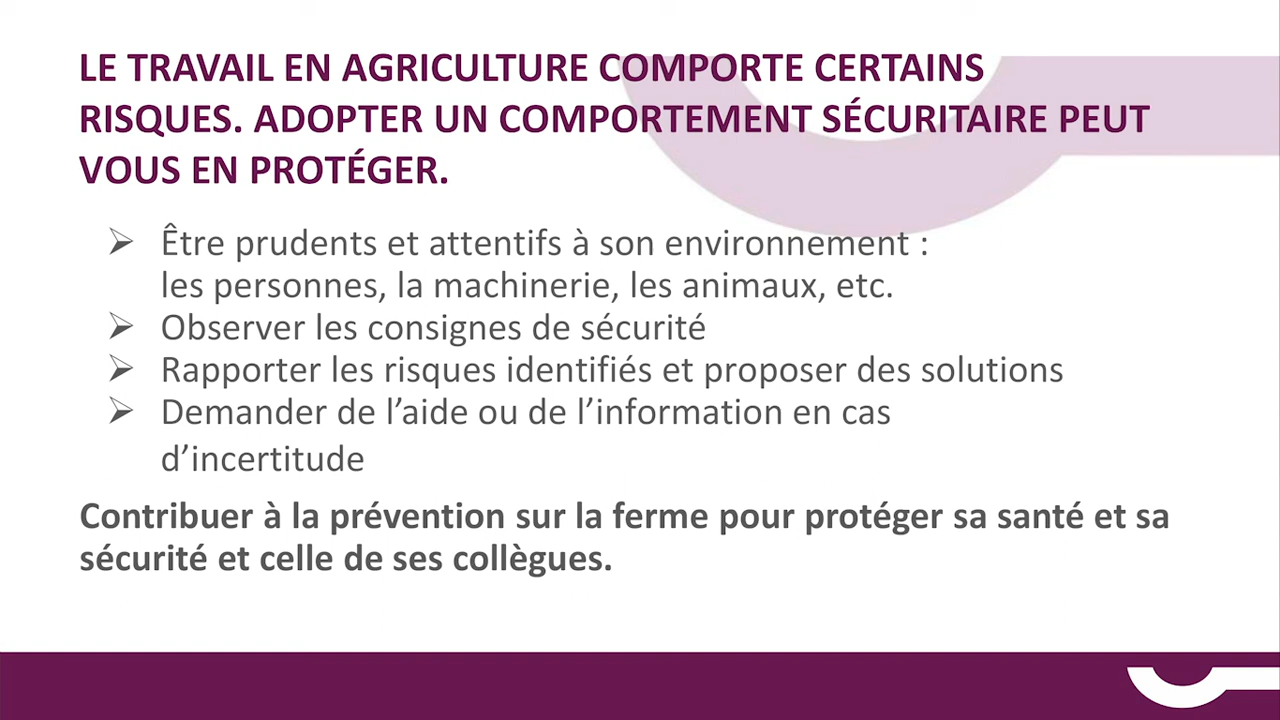 LE TRAVAIL EN AGRICULTURE COMPORTE CERTAINS
RISQUES. ADOPTER UN COMPORTEMENT SÉCURITAIRE PEUT
VOUS EN PROTÉGER.
➢ Être prudents et attentifs à son environnement :
les personnes, la machinerie, les animaux, etc.
➢ Observer les consignes de sécurité
➢ Rapporter les risques identifiés et proposer des solutions
➢ Demander de l’aide ou de l’information en cas
d’incertitude
Contribuer à la prévention sur la ferme pour protéger sa santé et sa
sécurité et celle de ses collègues.